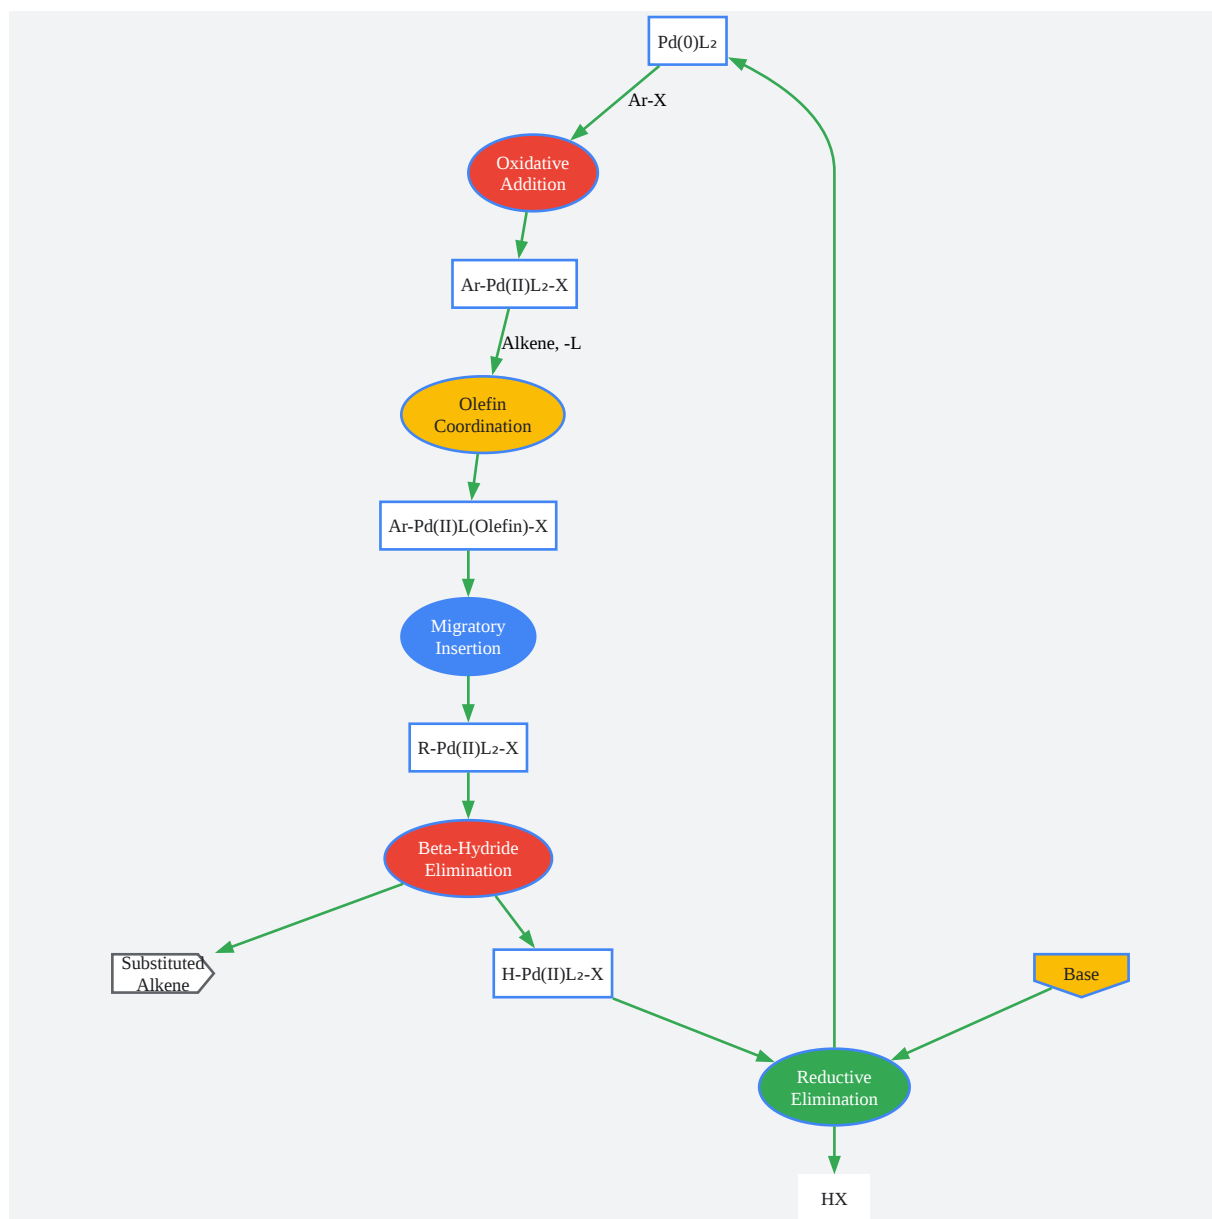 Pd(0)L₂
Ar-X
Oxidative
Addition
Ar-Pd(II)L₂-X
Alkene, -L
Olefin
Coordination
Ar-Pd(II)L(Olefin)-X
Migratory
Insertion
R-Pd(II)L₂-X
Beta-Hydride
Elimination
Substituted
Alkene
H-Pd(II)L₂-X
Base
Reductive
Elimination
HX